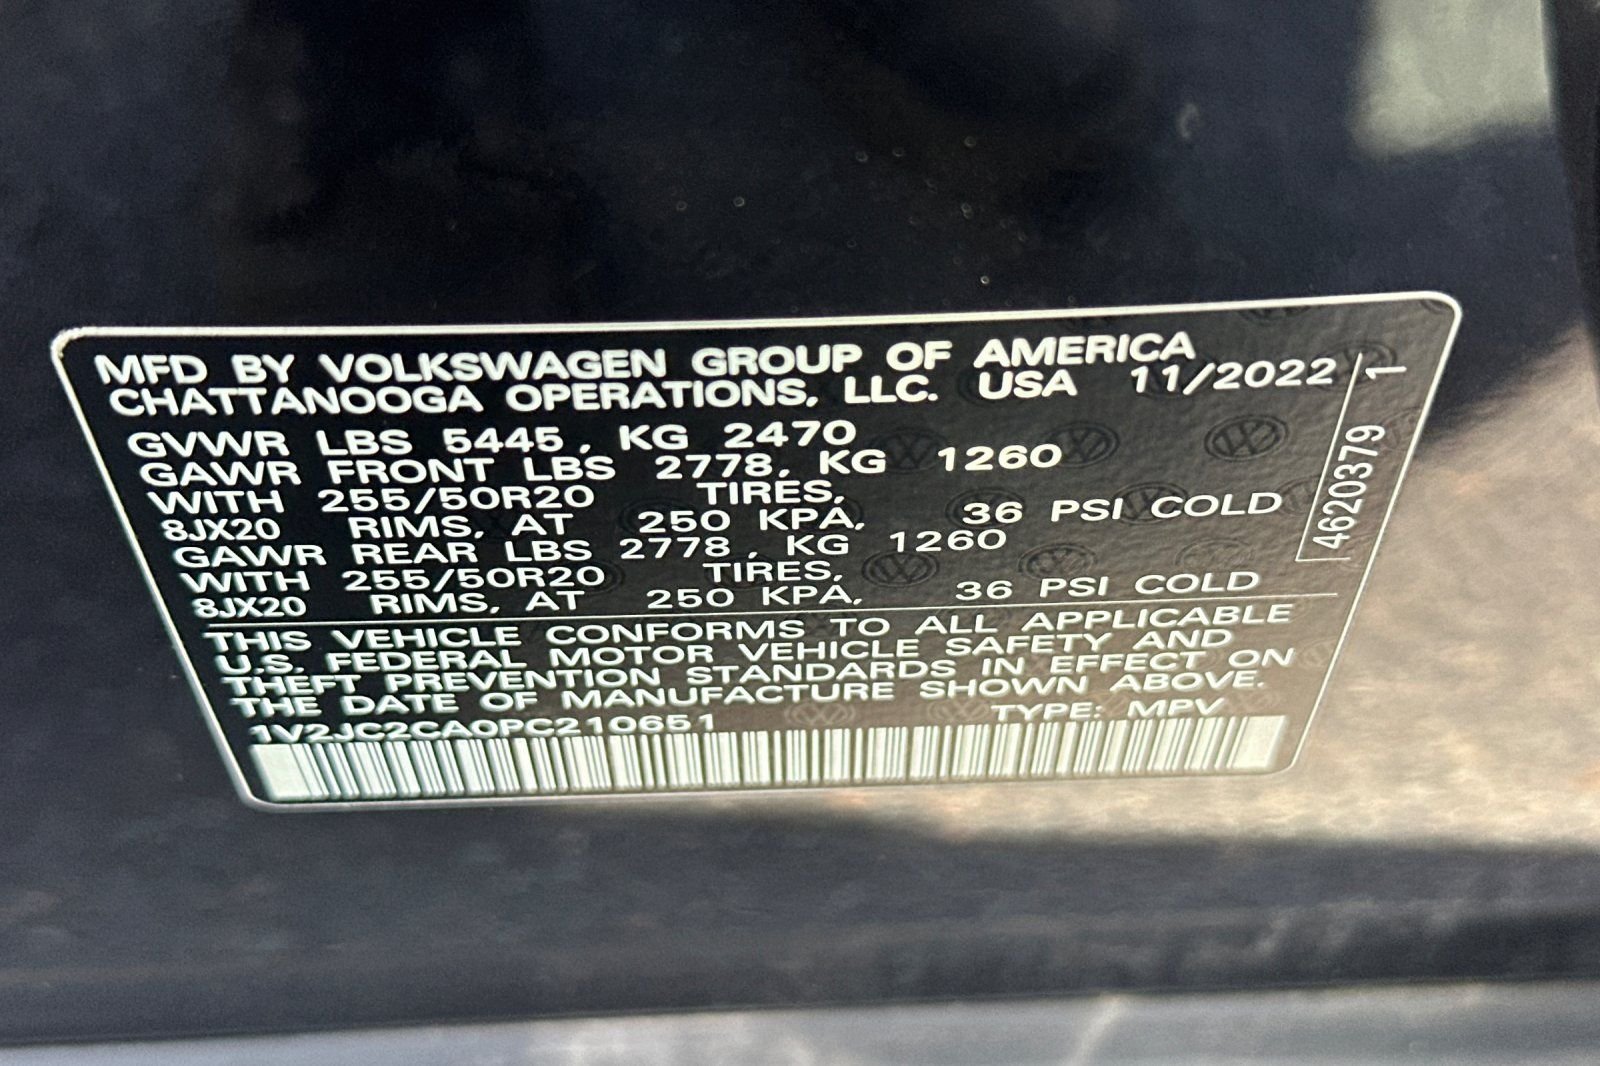 MFD BY VOLKSWAGEN GROUP OF AMERICA
CHATTANOOGA OPERATIONS, LLC. USA 11/2022
GVWR LBS 5445, KG 2470
GAWR FRONT LBS 2778, KG 1260
WITH 255/50R20 TIRES,
8JX20 RIMS, AT 250 KPA, 36 PSI COLD
GAWR REAR LBS 2778, KG 1260
WITH 255/50R20 TIRES,
8JX20 RIMS, AT 250 KPA, 36 PSI COLD
THIS VEHICLE CONFORMS TO ALL APPLICABLE
U.S. FEDERAL MOTOR VEHICLE SAFETY AND
THEFT PREVENTION STANDARDS IN EFFECT ON
THE DATE OF MANUFACTURE SHOWN ABOVE.
1V2JC2CA0PC210651 TYPE: MPV
4620379 1